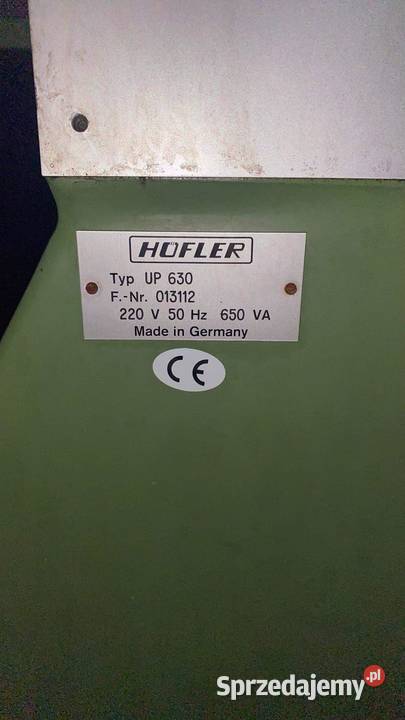 HÖFLER
Typ UP 630
F.-Nr. 013112
220 V 50 Hz 650 VA
Made in Germany
CE
Sprzedajemy.pl